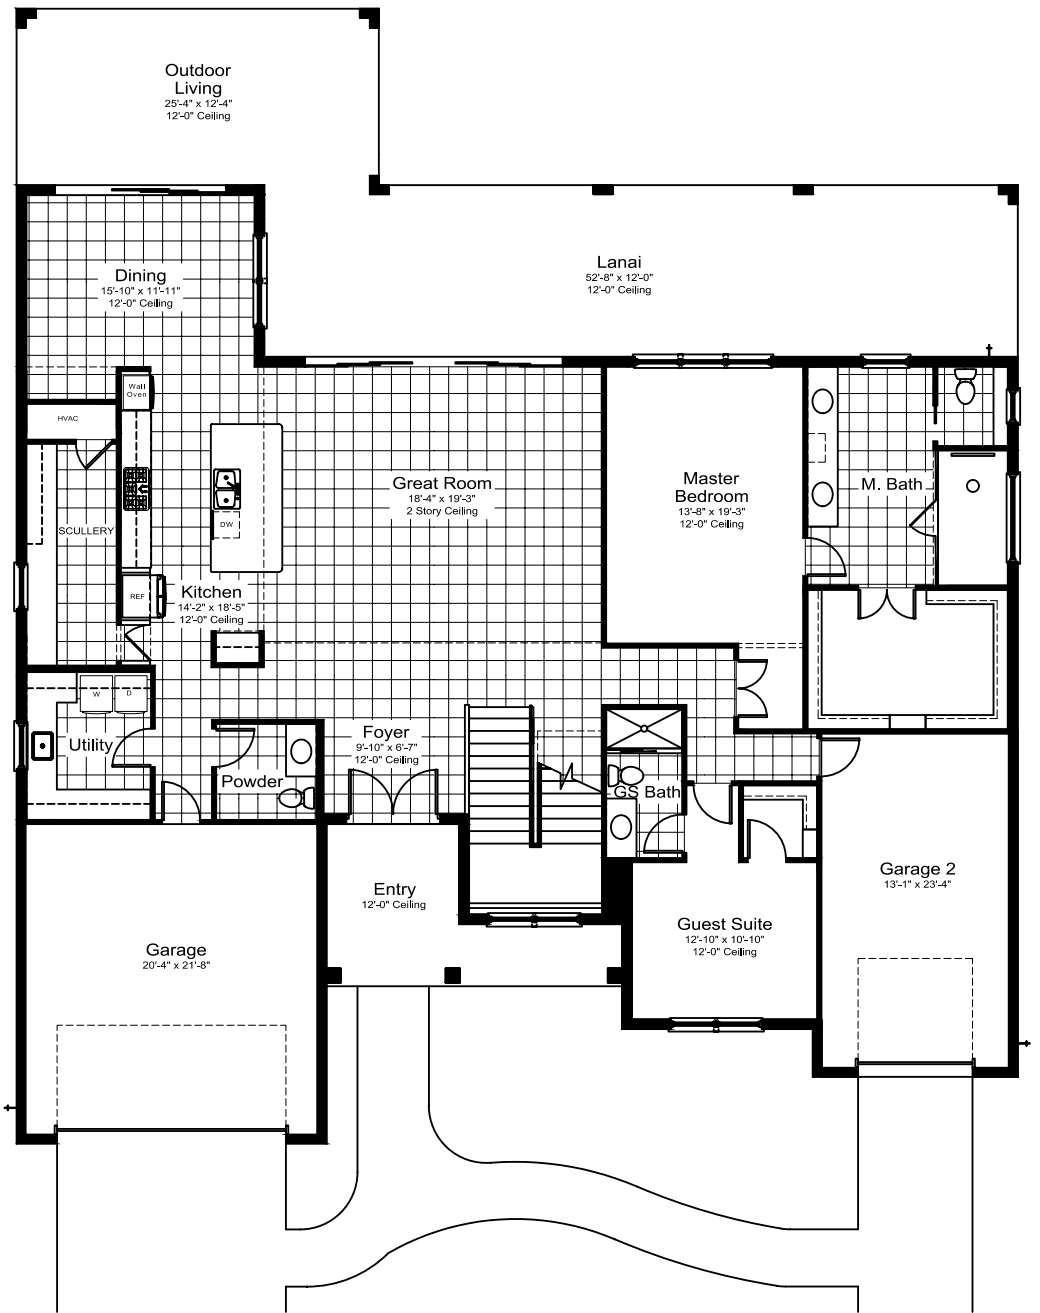 Outdoor
Living
25'-4" x 12'-4"
12'-0" Ceiling
Lanai
52'-8" x 12'-0"
12'-0" Ceiling
Dining
15'-10" x 11'-11"
12'-0" Ceiling
Wall
Oven
HVAC
Great Room
18'-4" x 19'-3"
2 Story Ceiling
Master
Bedroom
13'-8" x 19'-3"
12'-0" Ceiling
M. Bath
SCULLERY
DW
REF
Kitchen
14'-2" x 18'-5"
12'-0" Ceiling
W
D
Utility
Powder
Foyer
9'-10" x 6'-7"
12'-0" Ceiling
GS Bath
Entry
12'-0" Ceiling
Garage 2
13'-1" x 23'-4"
Guest Suite
12'-10" x 10'-10"
12'-0" Ceiling
Garage
20'-4" x 21'-8"